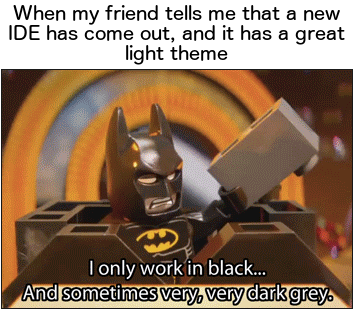 When my friend tells me that a new
IDE has come out, and it has a great
light theme
I only work in black...
And sometimes very, very dark grey.